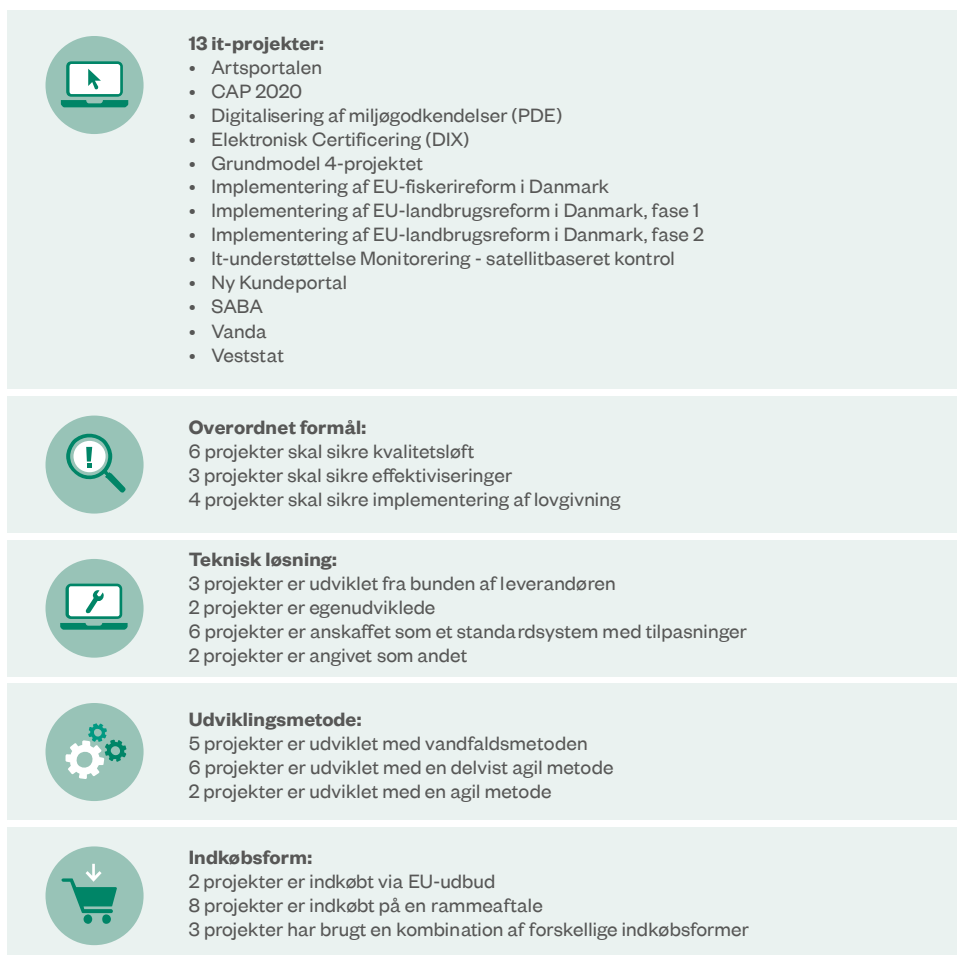 13 it-projekter:
• Artsportalen
• CAP 2020
• Digitalisering af miljøgodkendelser (PDE)
• Elektronisk Certificering (DIX)
• Grundmodel 4-projektet
• Implementering af EU-fiskerireform i Danmark
• Implementering af EU-landbrugsreform i Danmark, fase 1
• Implementering af EU-landbrugsreform i Danmark, fase 2
• It-understøttelse Monitorering - satellitbaseret kontrol
• Ny Kundeportal
• SABA
• Vanda
• Veststat
Overordnet formål:
6 projekter skal sikre kvalitetsløft
3 projekter skal sikre effektiviseringer
4 projekter skal sikre implementering af lovgivning
Teknisk løsning:
3 projekter er udviklet fra bunden af leverandøren
2 projekter er egenudviklede
6 projekter er anskaffet som et standardsystem med tilpasninger
2 projekter er angivet som andet
Udviklingsmetode:
5 projekter er udviklet med vandfaldsmetoden
6 projekter er udviklet med en delvist agil metode
2 projekter er udviklet med en agil metode
Indkøbsform:
2 projekter er indkøbt via EU-udbud
8 projekter er indkøbt på en rammeaftale
3 projekter har brugt en kombination af forskellige indkøbsformer